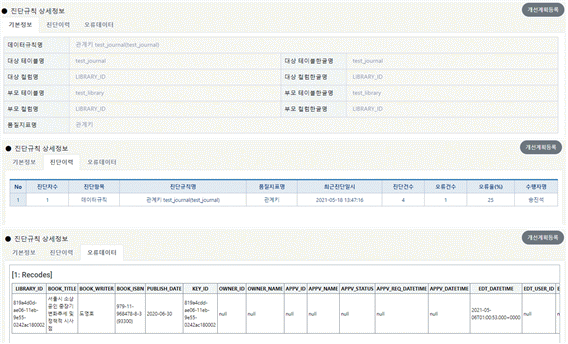 진단규칙 상세정보
개선계획등록
기본정보 진단이력 오류데이터
데이터규칙명 관계키 test_journal(test_journal)
대상 테이블명 test_journal 대상 테이블한글명 test_journal
대상 컬럼명 LIBRARY_ID 대상 컬럼한글명 LIBRARY_ID
부모 테이블명 test_library 부모 테이블한글명 test_library
부모 컬럼명 LIBRARY_ID 부모 컬럼한글명 LIBRARY_ID
품질지표명 관계키
진단규칙 상세정보
개선계획등록
기본정보 진단이력 오류데이터
No 진단차수 진단항목 진단규칙명 품질지표명 최근진단일시 진단건수 오류건수 오류율(%) 수행자명
1 1 데이터규칙 관계키 test_journal(test_journal) 관계키 2021-05-18 13:47:16 4 1 25
진단규칙 상세정보
개선계획등록
기본정보 진단이력 오류데이터
[1: Recodes]
LIBRARY_ID BOOK_TITLE BOOK_WRITER BOOK_ISBN PUBLISH_DATE KEY_ID OWNER_ID OWNER_NAME APPV_ID APPV_NAME APPV_STATUS APPV_REQ_DATETIME APPV_DATETIME EDT_DATETIME EDT_USER_ID E
819a4d0d-
ae06-11eb-
9e55-
0242ac180002
서울시 소상
공인 중장기
변화추세 및
정책적 시사
점
979-11-
968478-8-3
(93300)
2020-06-30
819a4cdd-
ae06-11eb-
9e55-
0242ac180002
null null null null null null null
2021-05-
06T01:00:53.000+0000
null